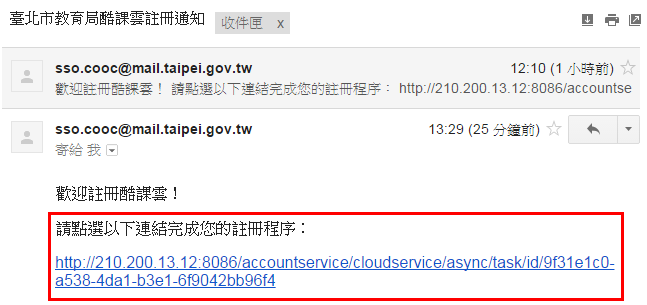 臺北市教育局酷課雲註冊通知 收件匣 x
sso.cooc@mail.taipei.gov.tw 12:10 (1 小時前)
歡迎註冊酷課雲！ 請點選以下連結完成您的註冊程序： http://210.200.13.12:8086/accountse
sso.cooc@mail.taipei.gov.tw 13:29 (25 分鐘前)
寄給 我
歡迎註冊酷課雲！
請點選以下連結完成您的註冊程序：
http://210.200.13.12:8086/accountservice/cloudservice/async/task/id/9f31e1c0-
a538-4da1-b3e1-6f9042bb96f4